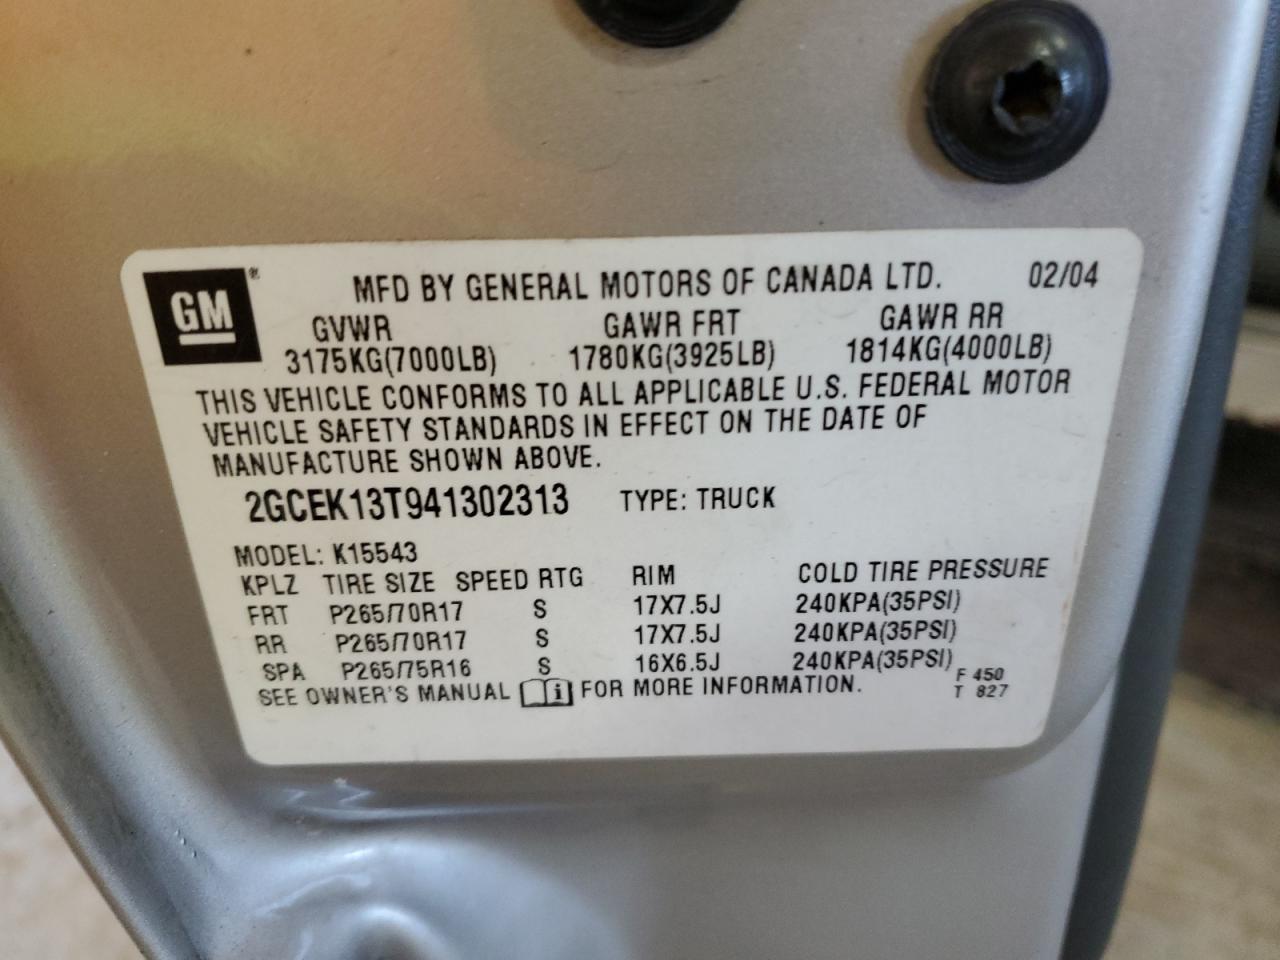 GM ® MFD BY GENERAL MOTORS OF CANADA LTD. 02/04
GVWR GAWR FRT GAWR RR
3175KG(7000LB) 1780KG(3925LB) 1814KG(4000LB)
THIS VEHICLE CONFORMS TO ALL APPLICABLE U.S. FEDERAL MOTOR
VEHICLE SAFETY STANDARDS IN EFFECT ON THE DATE OF
MANUFACTURE SHOWN ABOVE.
2GCEK13T941302313 TYPE: TRUCK
MODEL: K15543
KPLZ TIRE SIZE SPEED RTG RIM COLD TIRE PRESSURE
FRT P265/70R17 S 17X7.5J 240KPA(35PSI)
RR P265/70R17 S 17X7.5J 240KPA(35PSI)
SPA P265/75R16 S 16X6.5J 240KPA(35PSI)
SEE OWNER'S MANUAL i FOR MORE INFORMATION.
F 450
T 827